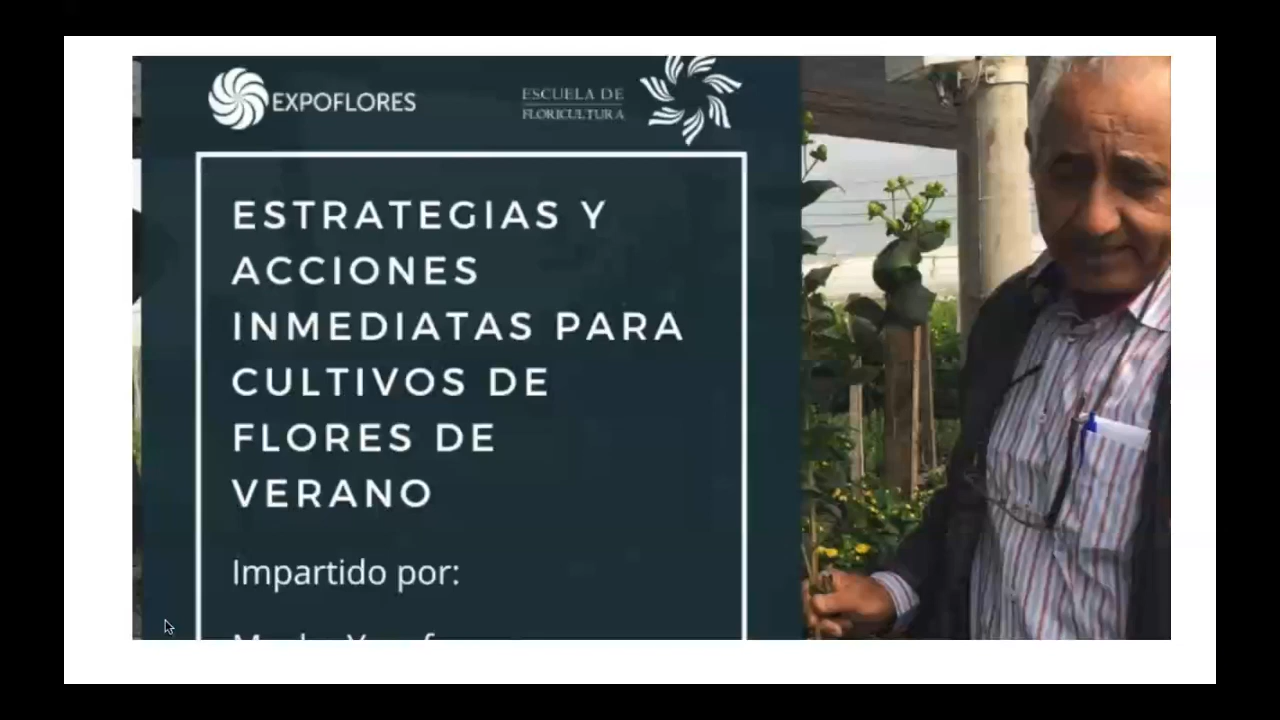 EXPOFLORES
ESCUELA DE
FLORICULTURA
ESTRATEGIAS Y
ACCIONES
INMEDIATAS PARA
CULTIVOS DE
FLORES DE
VERANO
Impartido por: